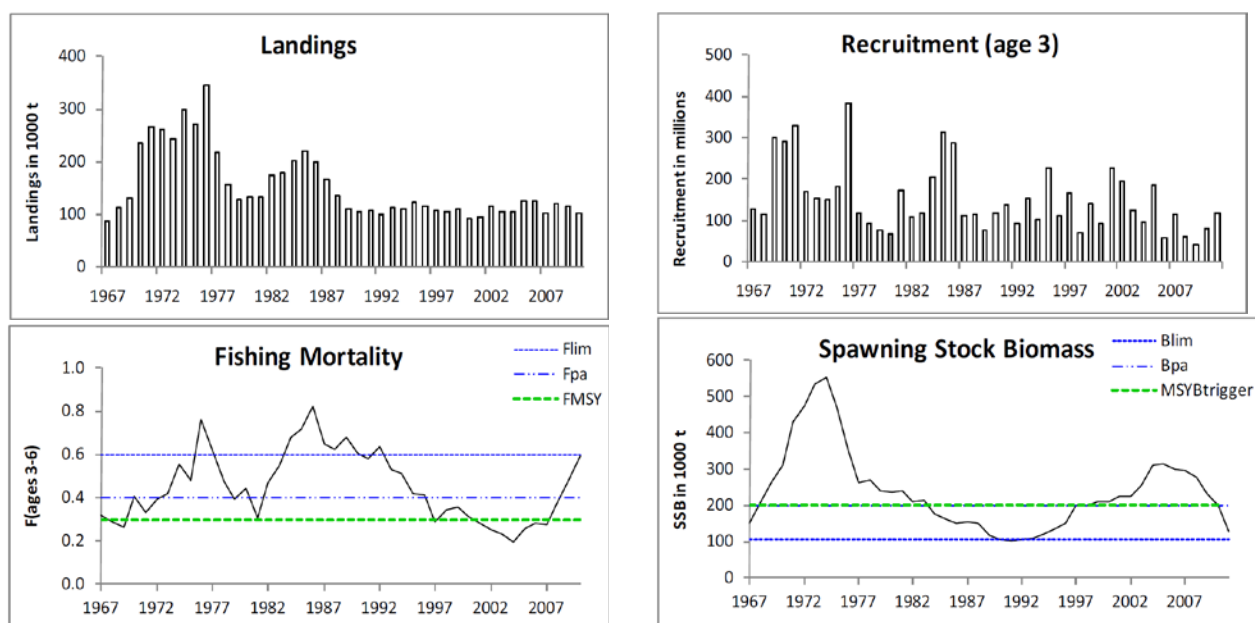 Landings
Landings in 1000 t
400
300
200
100
0
1967 1972 1977 1982 1987 1992 1997 2002 2007
Recruitment (age 3)
Recruitment in millions
500
400
300
200
100
0
1967 1972 1977 1982 1987 1992 1997 2002 2007
Fishing Mortality
Flim
Fpa
FMSY
F(ages 3-6)
1.0
0.8
0.6
0.4
0.2
0.0
1967 1972 1977 1982 1987 1992 1997 2002 2007
Spawning Stock Biomass
Blim
Bpa
MSYBtrigger
SSB in 1000 t
600
500
400
300
200
100
0
1967 1972 1977 1982 1987 1992 1997 2002 2007